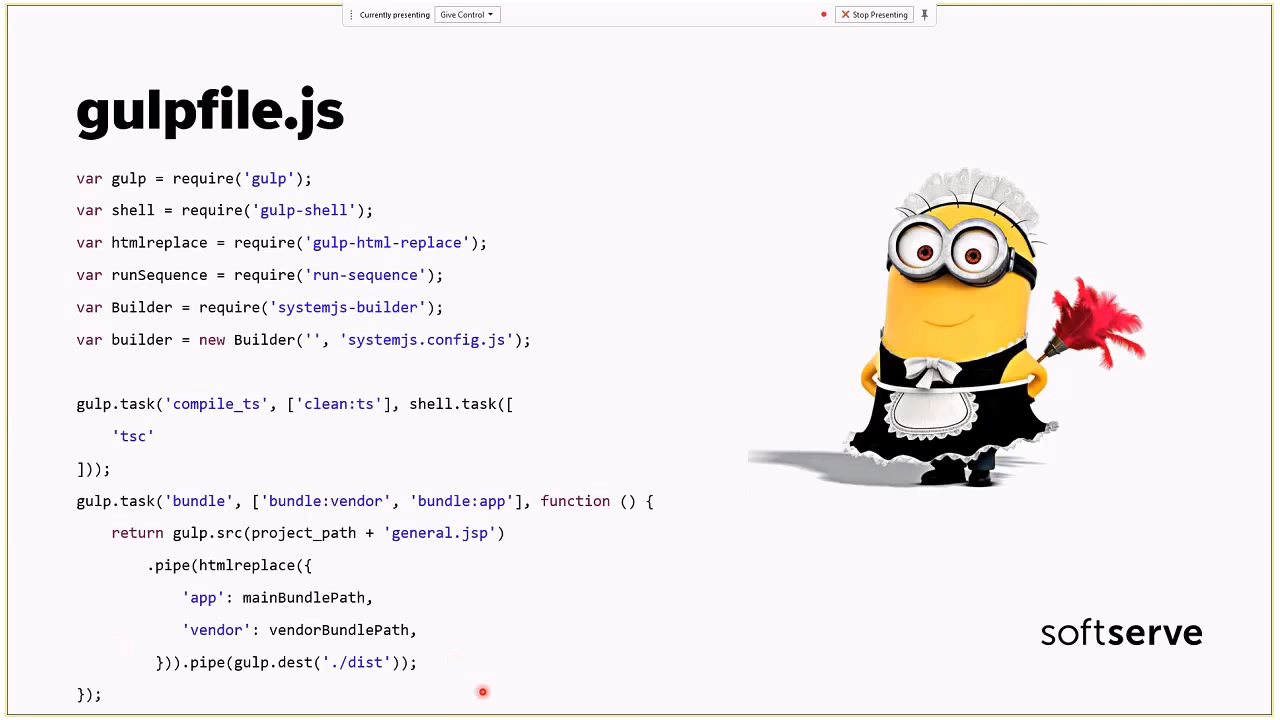 Currently presenting
Give Control
Stop Presenting
gulpfile.js
var gulp = require('gulp');
var shell = require('gulp-shell');
var htmlreplace = require('gulp-html-replace');
var runSequence = require('run-sequence');
var Builder = require('systemjs-builder');
var builder = new Builder('', 'systemjs.config.js');
gulp.task('compile_ts', ['clean:ts'], shell.task([
'tsc'
]));
gulp.task('bundle', ['bundle:vendor', 'bundle:app'], function () {
return gulp.src(project_path + 'general.jsp')
.pipe(htmlreplace({
'app': mainBundlePath,
'vendor': vendorBundlePath,
})).pipe(gulp.dest('./dist'));
});
softserve